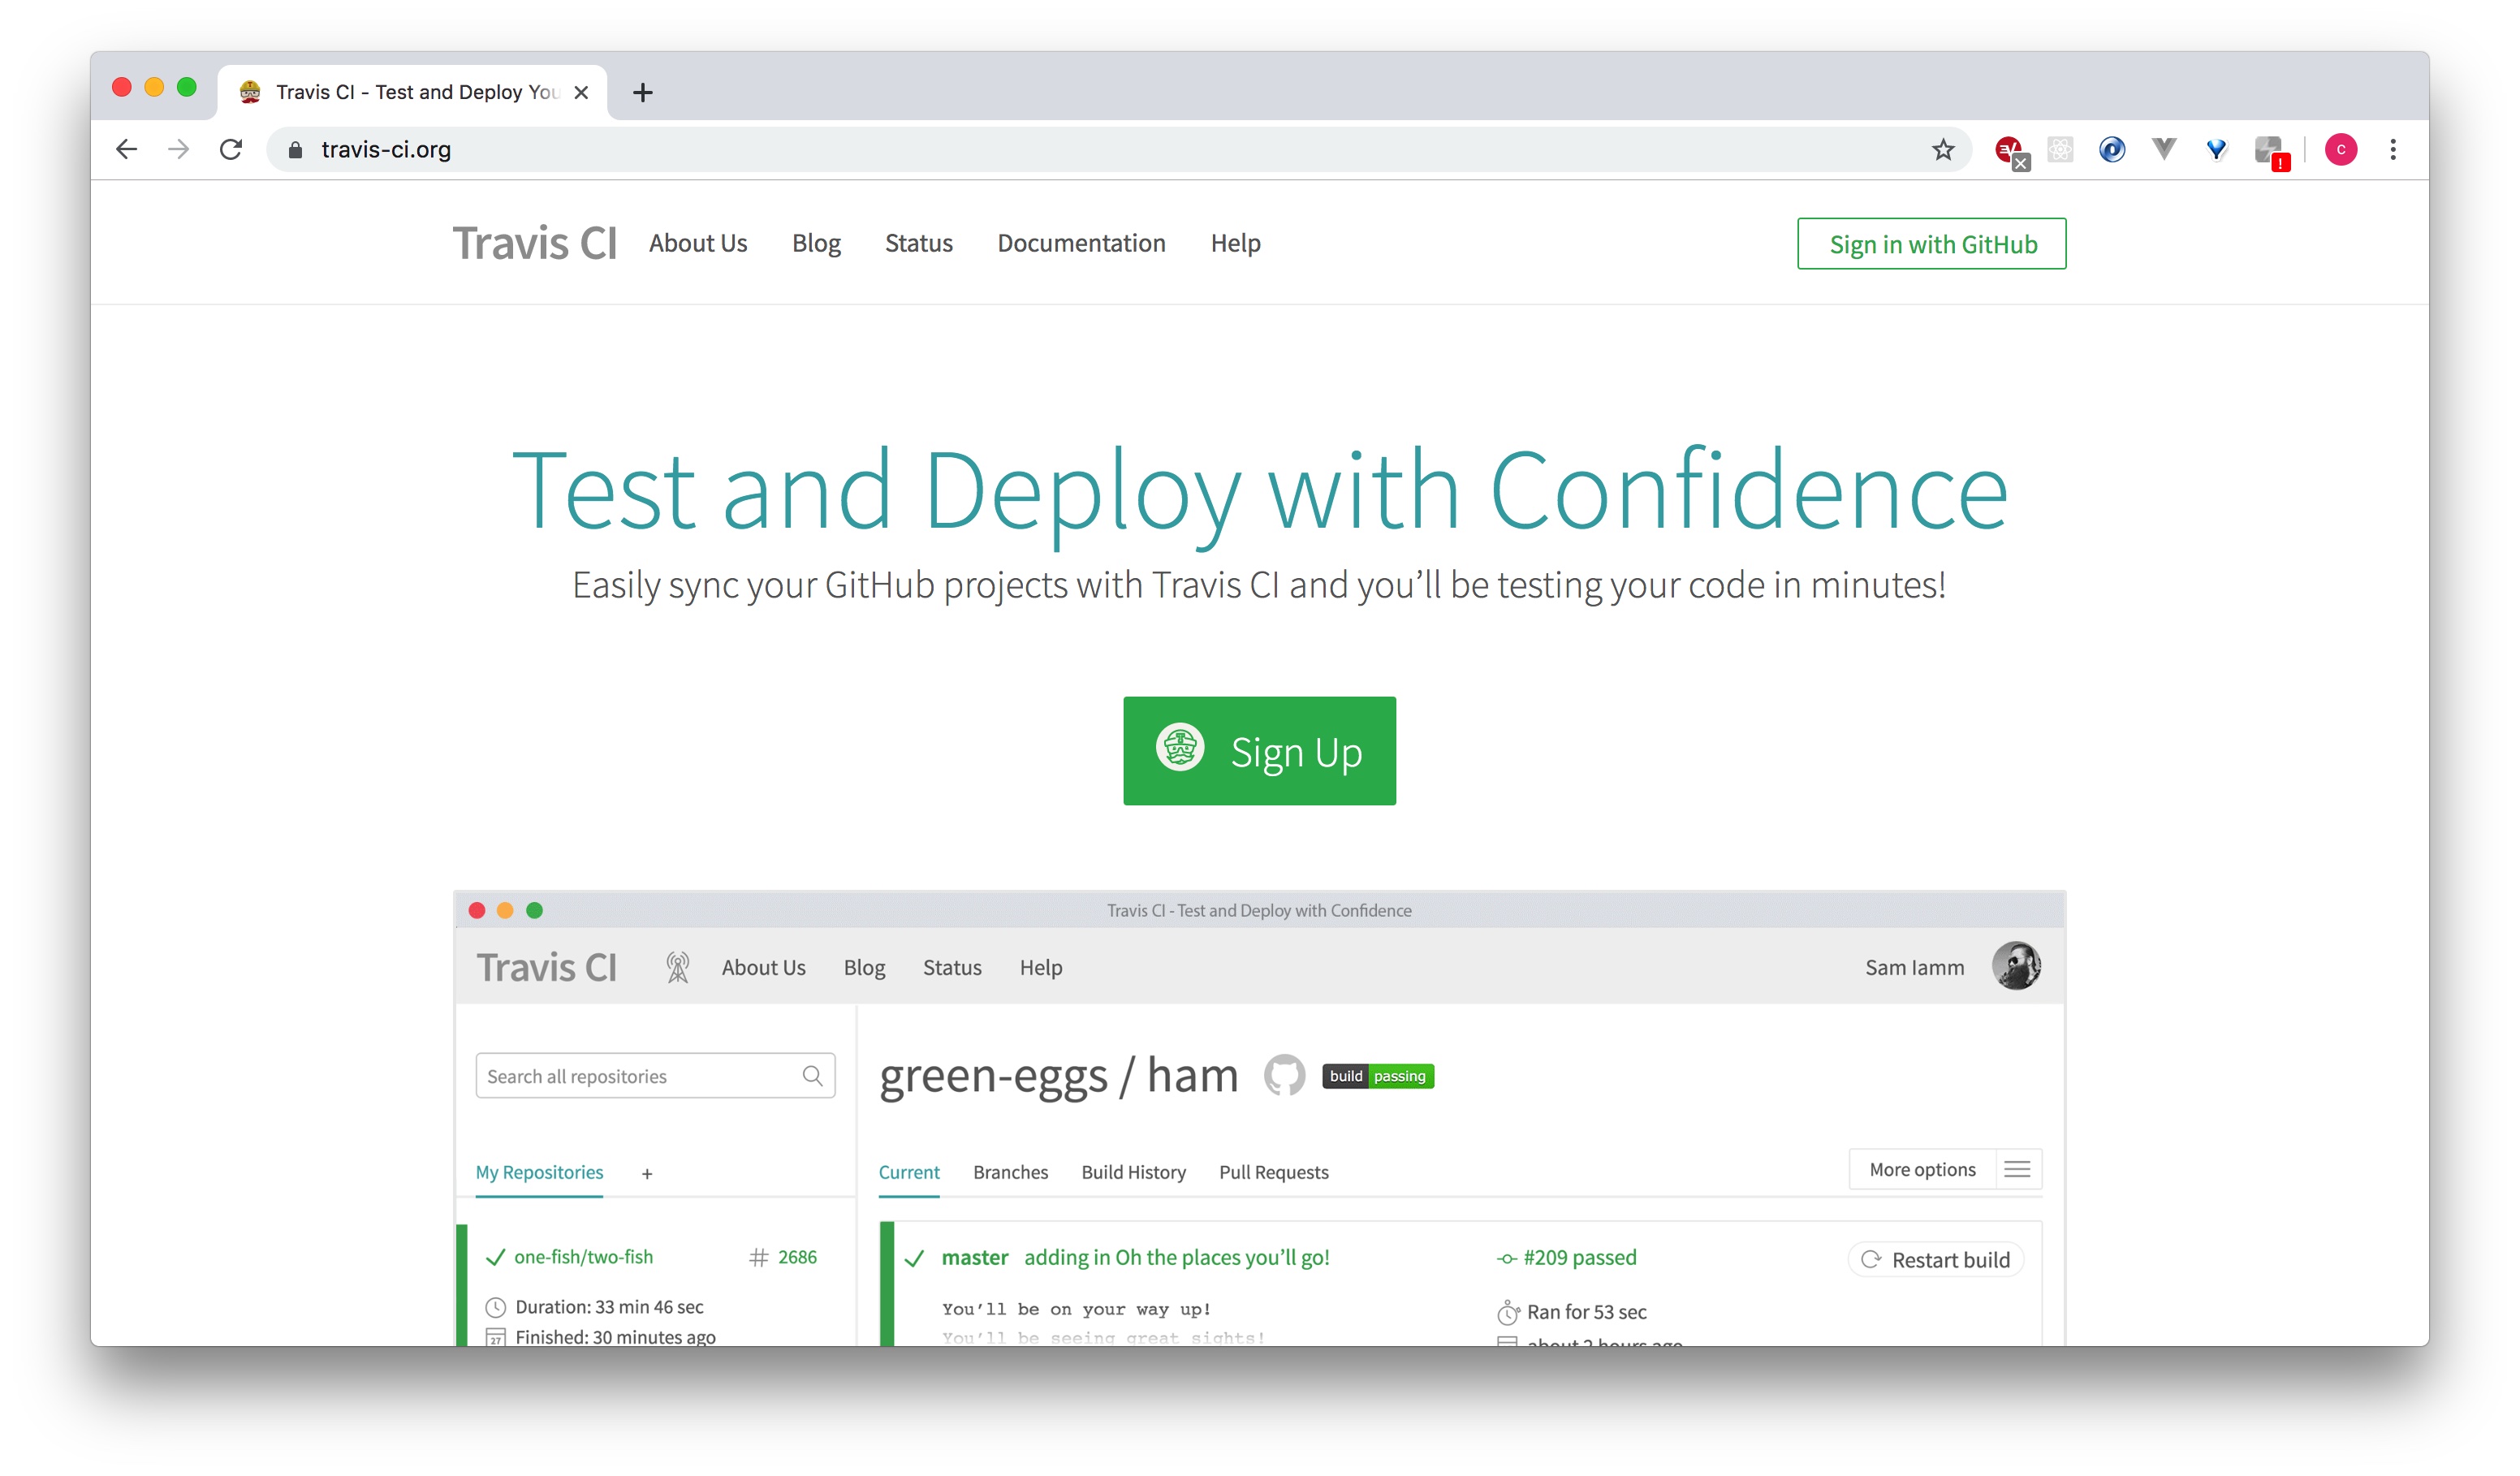 Travis CI - Test and Deploy You
travis-ci.org
C
Travis CI About Us Blog Status Documentation Help Sign in with GitHub
Test and Deploy with Confidence
Easily sync your GitHub projects with Travis CI and you’ll be testing your code in minutes!
Sign Up
Travis CI - Test and Deploy with Confidence
Travis CI About Us Blog Status Help Sam Iamm
Search all repositories
green-eggs / ham build passing
My Repositories +
Current Branches Build History Pull Requests More options
one-fish/two-fish # 2686
master adding in Oh the places you’ll go! #209 passed Restart build
Duration: 33 min 46 sec
You’ll be on your way up! Ran for 53 sec
27 Finished: 30 minutes ago
You’ll be seeing great sights! about 2 hours ago